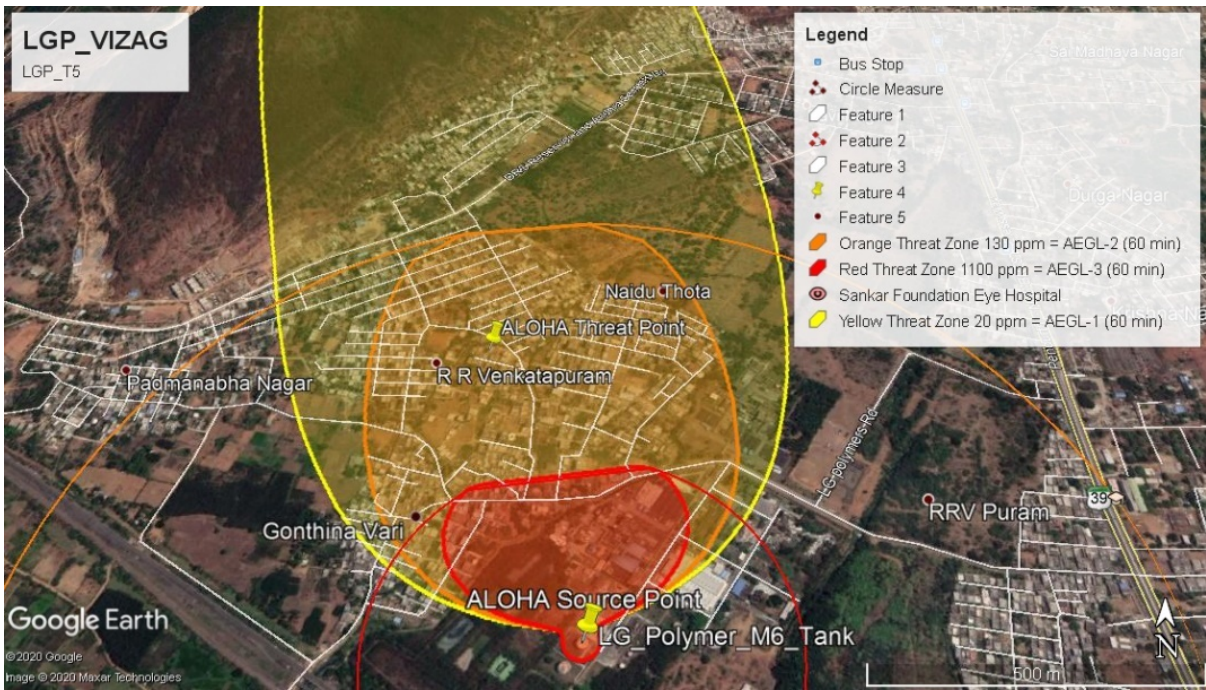 LGP_VIZAG
LGP_T5
Legend
Bus Stop
Circle Measure
Feature 1
Feature 2
Feature 3
Feature 4
Feature 5
Orange Threat Zone 130 ppm = AEGL-2 (60 min)
Red Threat Zone 1100 ppm = AEGL-3 (60 min)
Sankar Foundation Eye Hospital
Yellow Threat Zone 20 ppm = AEGL-1 (60 min)
Sai Madhava Nagar
Durga Nagar
Naidu Thota
ALOHA Threat Point
R R Venkatapuram
Padmanabha Nagar
LG polymers Rd
39
RRV Puram
Gonthina Vari
ALOHA Source Point
LG_Polymer_M6_Tank
Google Earth
©2020 Google
Image © 2020 Maxar Technologies
500 m
N